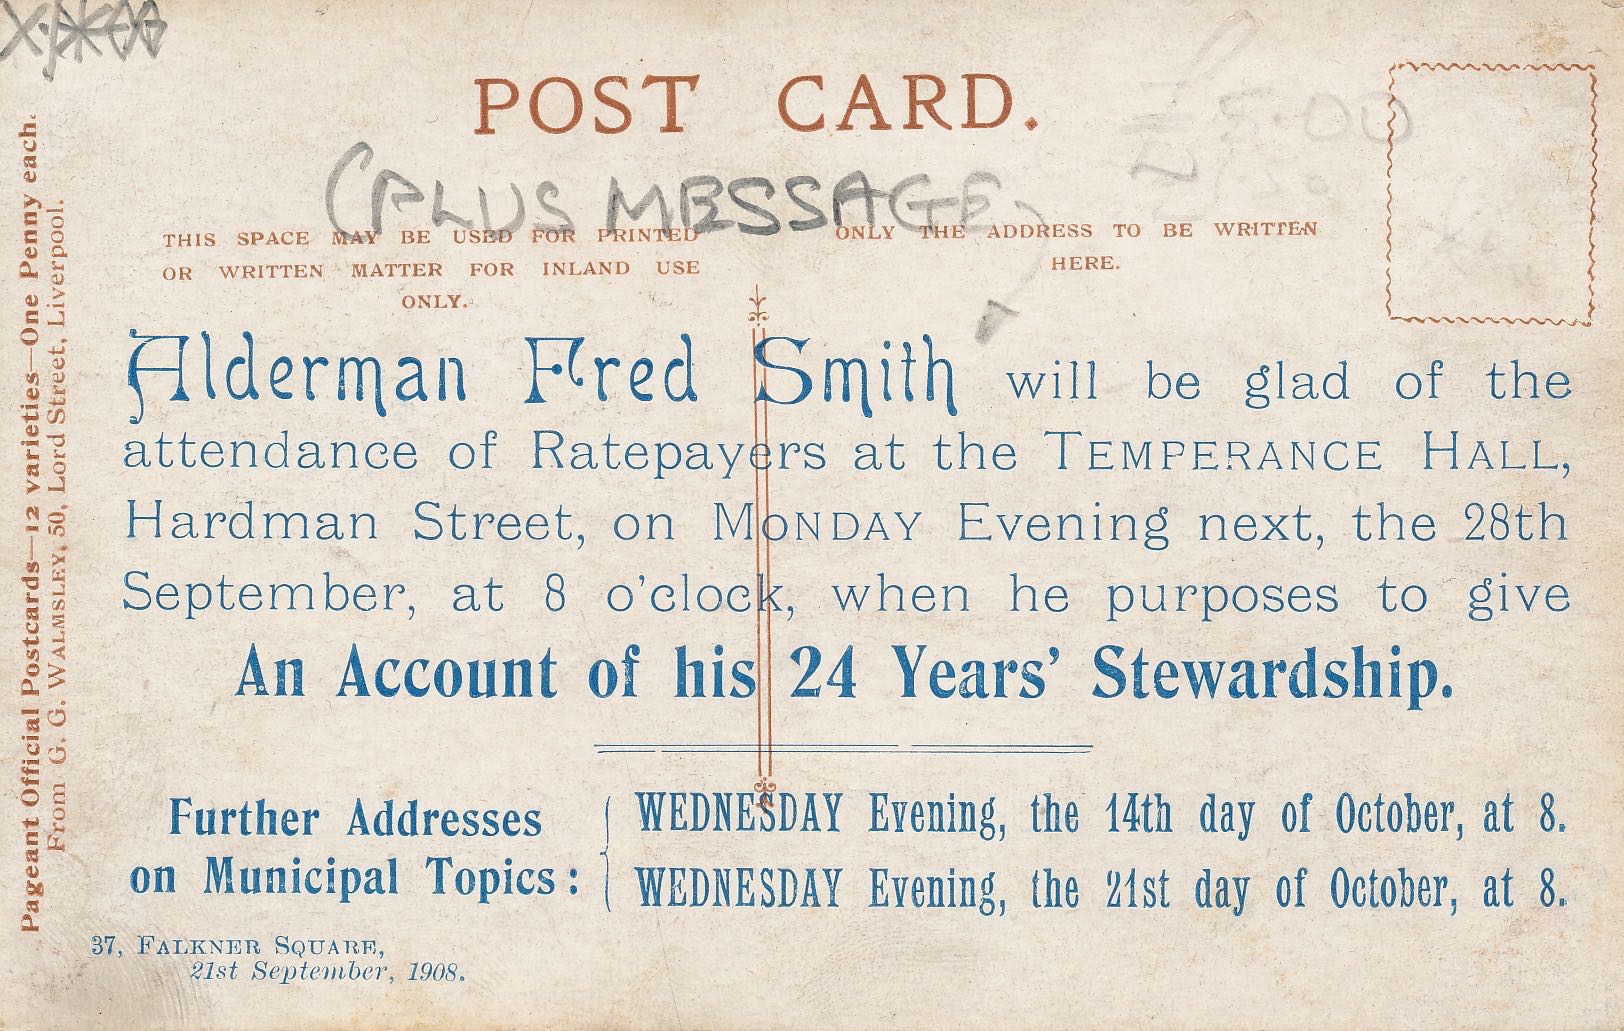 POST CARD.
(PLUS MESSAGE)
THIS SPACE MAY BE USED FOR PRINTED
OR WRITTEN MATTER FOR INLAND USE
ONLY.
ONLY THE ADDRESS TO BE WRITTEN
HERE.
Alderman Fred Smith will be glad of the
attendance of Ratepayers at the TEMPERANCE HALL,
Hardman Street, on MONDAY Evening next, the 28th
September, at 8 o'clock, when he purposes to give
An Account of his 24 Years' Stewardship.
Further Addresses
on Municipal Topics:
WEDNESDAY Evening, the 14th day of October, at 8.
WEDNESDAY Evening, the 21st day of October, at 8.
37, FALKNER SQUARE,
21st September, 1908.
Pageant Official Postcards—12 varieties—One Penny each.
From G. G. WALMSLEY, 50, Lord Street, Liverpool.